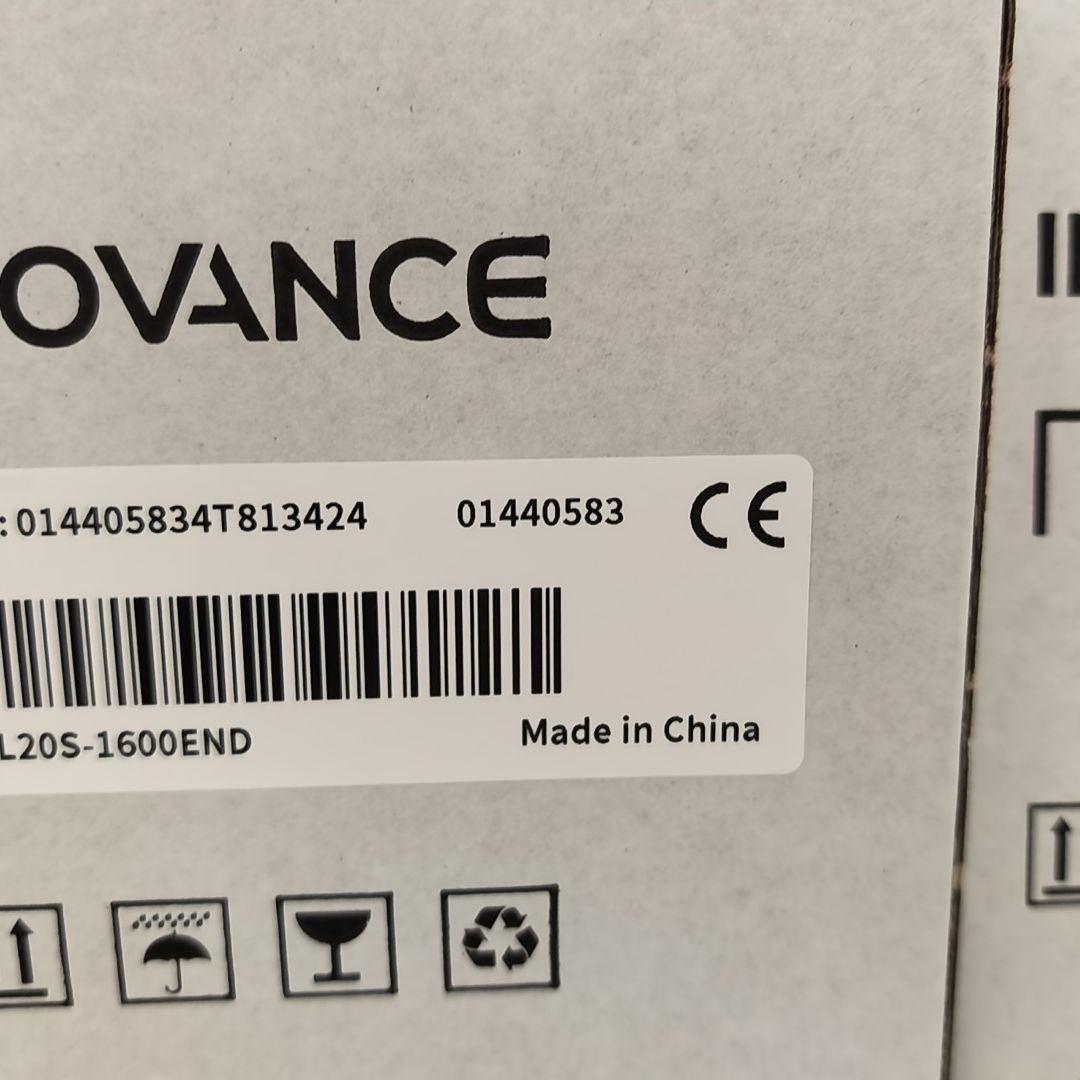 OVANCE
: 014405834T813424 01440583 CE
L20S-1600END
Made in China